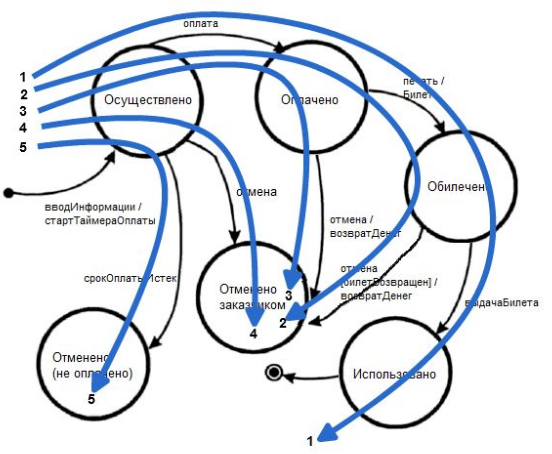 оплата
1
2
3
4
5
Осуществлено
Оплачено
печать /
Билет
Обилечено
вводИнформации /
стартТаймераОплаты
отмена
отмена /
возвратДенег
срокОплатыИстек
отмена
[билетВозвращен] /
возвратДенег
Отменено
заказчиком
3
2
4
выдачаБилета
Отменено
(не оплачено)
5
Использовано
1